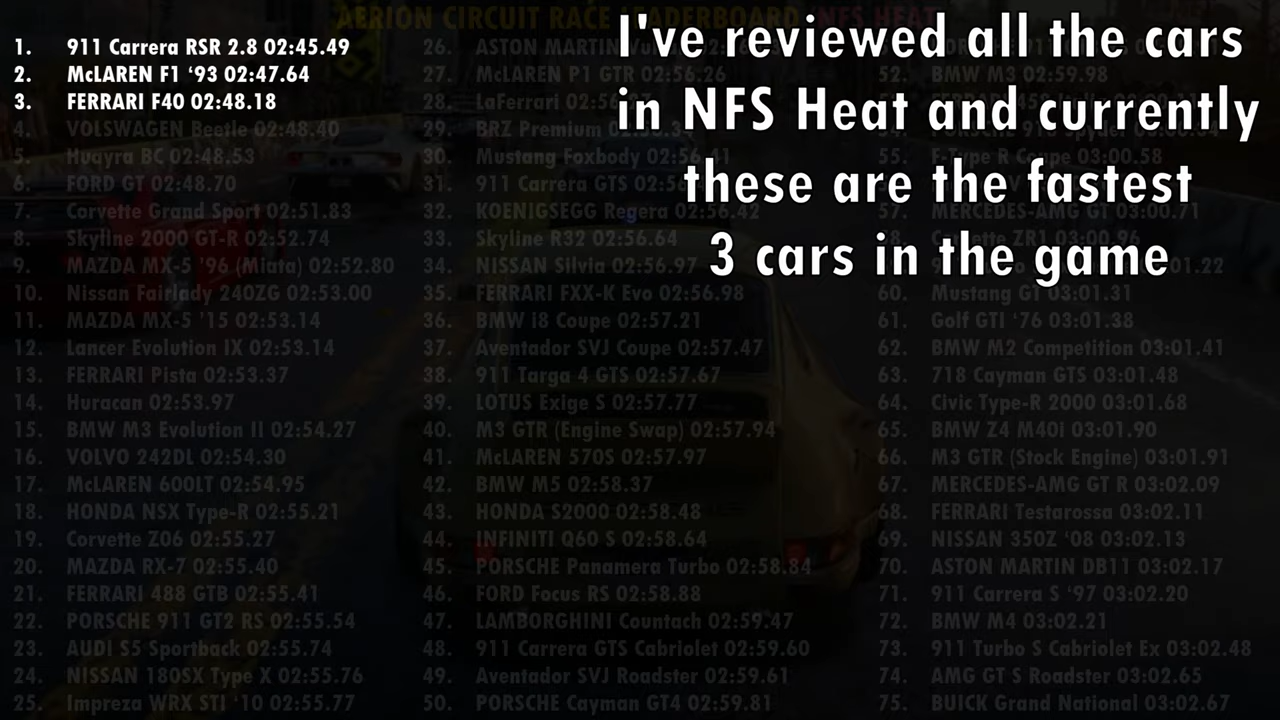 AERION CIRCUIT RACE LEADERBOARD NFS HEAT
1. 911 Carrera RSR 2.8 02:45.49
2. McLAREN F1 ‘93 02:47.64
3. FERRARI F40 02:48.18
4. VOLSWAGEN Beetle 02:48.40
5. Huqyra BC 02:48.53
6. FORD GT 02:48.70
7. Corvette Grand Sport 02:51.83
8. Skyline 2000 GT-R 02:52.74
9. MAZDA MX-5 ’96 (Miata) 02:52.80
10. Nissan Fairlady 240ZG 02:53.00
11. MAZDA MX-5 ’15 02:53.14
12. Lancer Evolution IX 02:53.14
13. FERRARI Pista 02:53.37
14. Huracan 02:53.97
15. BMW M3 Evolution II 02:54.27
16. VOLVO 242DL 02:54.30
17. McLAREN 600LT 02:54.95
18. HONDA NSX Type-R 02:55.21
19. Corvette Z06 02:55.27
20. MAZDA RX-7 02:55.40
21. FERRARI 488 GTB 02:55.41
22. PORSCHE 911 GT2 RS 02:55.54
23. AUDI S5 Sportback 02:55.74
24. NISSAN 180SX Type X 02:55.76
25. Impreza WRX STI ‘10 02:55.77
26. ASTON MARTIN
27. McLAREN P1 GTR 02:56.26
28. LaFerrari 02:56
29. BRZ Premium
30. Mustang Foxbody 02:56.41
31. 911 Carrera GTS 02:56
32. KOENIGSEGG Regera 02:56.42
33. Skyline R32 02:56.64
34. NISSAN Silvia 02:56.97
35. FERRARI FXX-K Evo 02:56.98
36. BMW i8 Coupe 02:57.21
37. Aventador SVJ Coupe 02:57.47
38. 911 Targa 4 GTS 02:57.67
39. LOTUS Exige S 02:57.77
40. M3 GTR (Engine Swap) 02:57.94
41. McLAREN 570S 02:57.97
42. BMW M5 02:58.37
43. HONDA S2000 02:58.48
44. INFINITI Q60 S 02:58.64
45. PORSCHE Panamera Turbo 02:58.84
46. FORD Focus RS 02:58.88
47. LAMBORGHINI Countach 02:59.47
48. 911 Carrera GTS Cabriolet 02:59.60
49. Aventador SVJ Roadster 02:59.61
50. PORSCHE Cayman GT4 02:59.81
52. BMW M3 02:59.98
55. F-Type R Coupe 03:00.58
57. MERCEDES-AMG GT 03:00.71
60. Mustang GT 03:01.31
61. Golf GTI ‘76 03:01.38
62. BMW M2 Competition 03:01.41
63. 718 Cayman GTS 03:01.48
64. Civic Type-R 2000 03:01.68
65. BMW Z4 M40i 03:01.90
66. M3 GTR (Stock Engine) 03:01.91
67. MERCEDES-AMG GT R 03:02.09
68. FERRARI Testarossa 03:02.11
69. NISSAN 350Z ‘08 03:02.13
70. ASTON MARTIN DB11 03:02.17
71. 911 Carrera S ‘97 03:02.20
72. BMW M4 03:02.21
73. 911 Turbo S Cabriolet Ex 03:02.48
74. AMG GT S Roadster 03:02.65
75. BUICK Grand National 03:02.67
I've reviewed all the cars
in NFS Heat and currently
these are the fastest
3 cars in the game